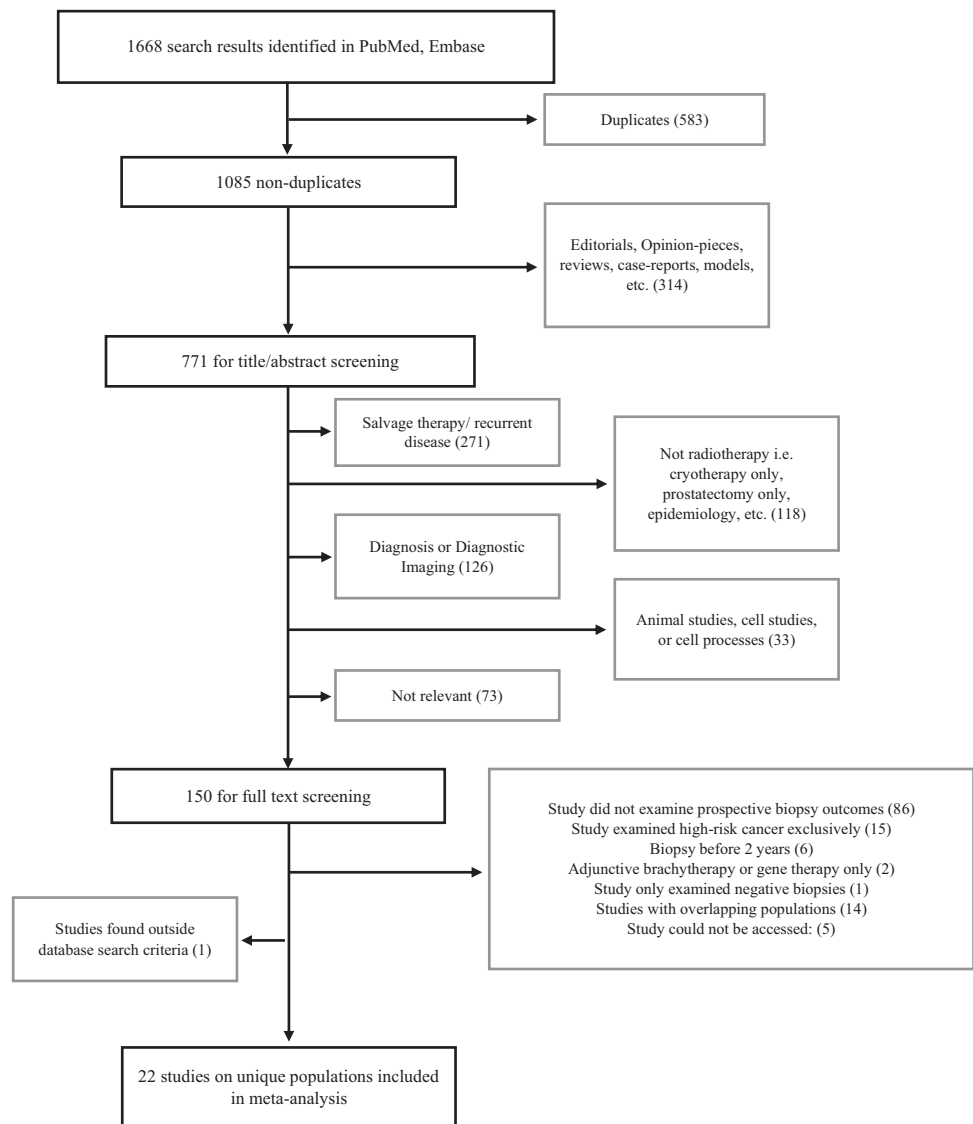 1668 search results identified in PubMed, Embase
Duplicates (583)
1085 non-duplicates
Editorials, Opinion-pieces,
reviews, case-reports, models,
etc. (314)
771 for title/abstract screening
Salvage therapy/ recurrent
disease (271)
Not radiotherapy i.e.
cryotherapy only,
prostatectomy only,
epidemiology, etc. (118)
Diagnosis or Diagnostic
Imaging (126)
Animal studies, cell studies,
or cell processes (33)
Not relevant (73)
150 for full text screening
Study did not examine prospective biopsy outcomes (86)
Study examined high-risk cancer exclusively (15)
Biopsy before 2 years (6)
Adjunctive brachytherapy or gene therapy only (2)
Study only examined negative biopsies (1)
Studies with overlapping populations (14)
Study could not be accessed: (5)
Studies found outside
database search criteria (1)
22 studies on unique populations included
in meta-analysis